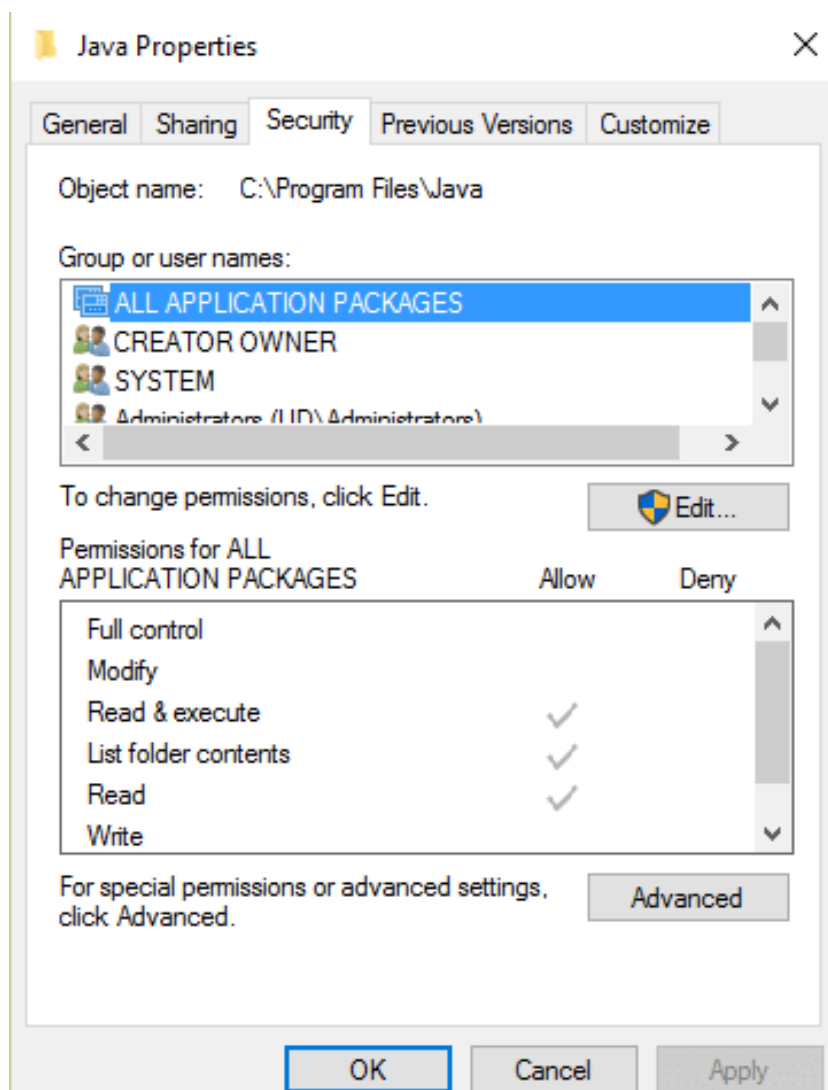 Java Properties
General Sharing Security Previous Versions Customize
Object name: C:\Program Files\Java
Group or user names:
ALL APPLICATION PACKAGES
CREATOR OWNER
SYSTEM
Administrators (LID\Administrators)
To change permissions, click Edit.
Edit...
Permissions for ALL
APPLICATION PACKAGES Allow Deny
Full control
Modify
Read & execute
List folder contents
Read
Write
For special permissions or advanced settings,
click Advanced.
Advanced
OK Cancel Apply